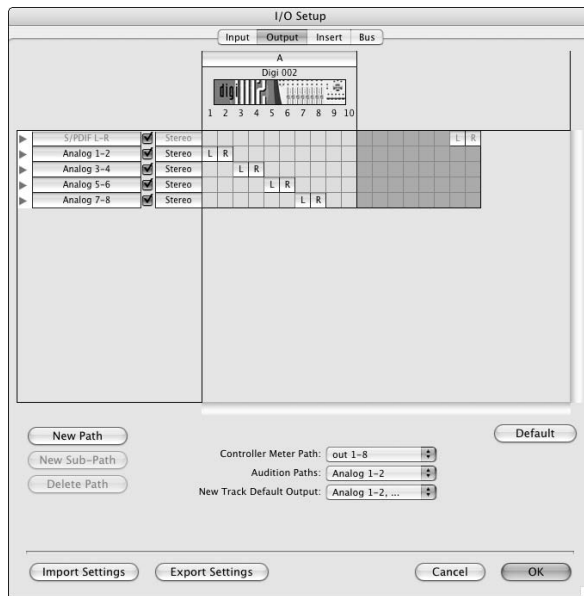 I/O Setup
Input Output Insert Bus
A
Digi 002
digi
1 2 3 4 5 6 7 8 9 10
S/PDIF L-R Stereo L R
Analog 1-2 Stereo L R
Analog 3-4 Stereo L R
Analog 5-6 Stereo L R
Analog 7-8 Stereo L R
New Path
Default
New Sub-Path
Controller Meter Path: out 1-8
Audition Paths: Analog 1-2
Delete Path
New Track Default Output: Analog 1-2, ...
Import Settings Export Settings Cancel OK